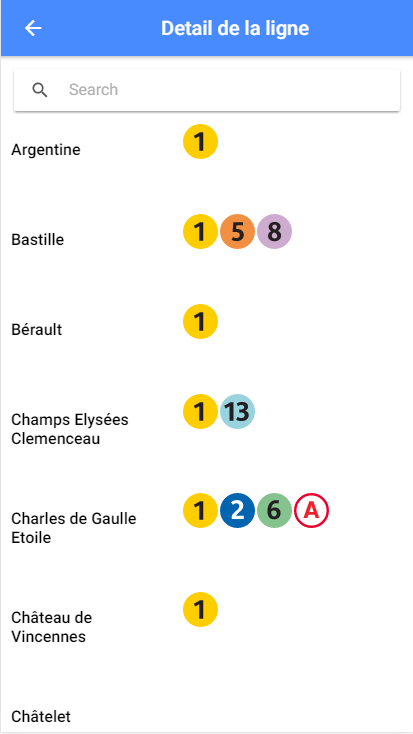 Detail de la ligne
Search
Argentine 1
Bastille 1 5 8
Bérault 1
Champs Elysées 1 13
Clemenceau
Charles de Gaulle 1 2 6 A
Etoile
Château de 1
Vincennes
Châtelet